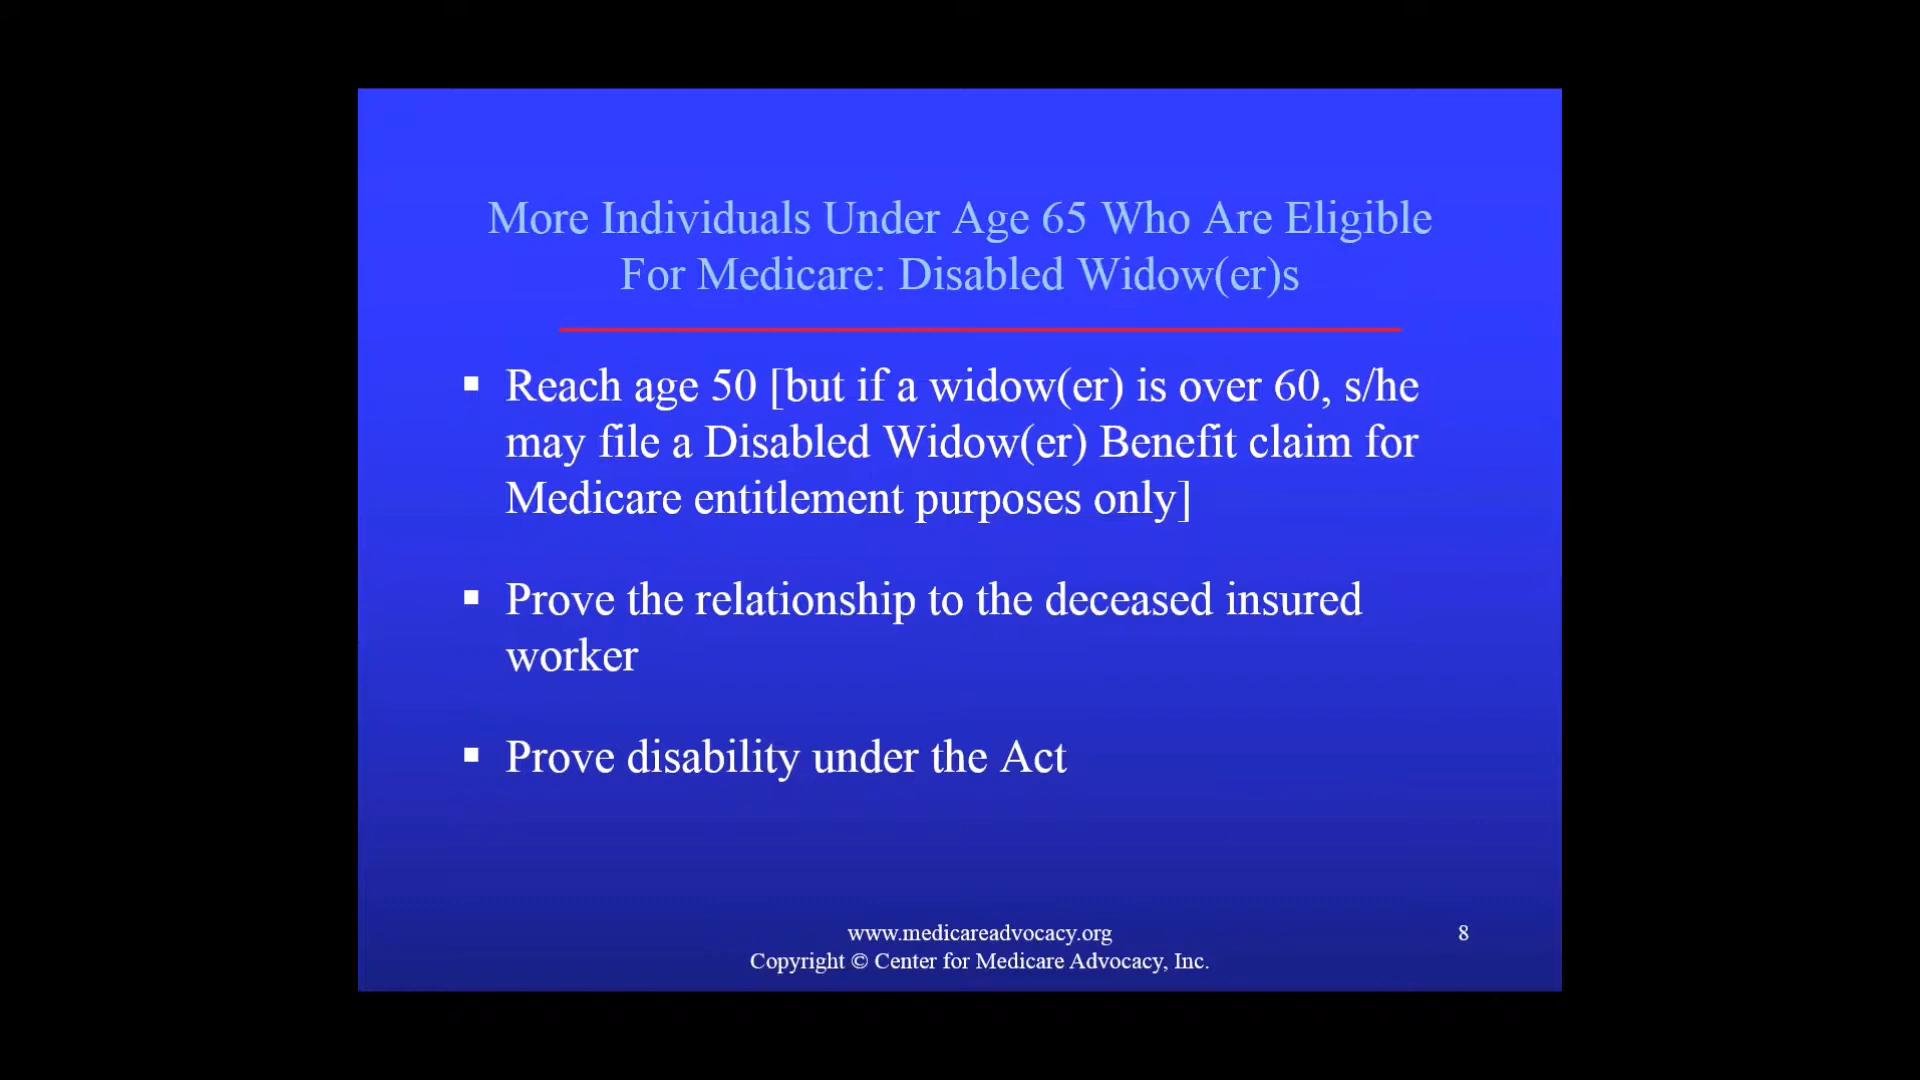 More Individuals Under Age 65 Who Are Eligible
For Medicare: Disabled Widow(er)s
▪ Reach age 50 [but if a widow(er) is over 60, s/he
may file a Disabled Widow(er) Benefit claim for
Medicare entitlement purposes only]
▪ Prove the relationship to the deceased insured
worker
▪ Prove disability under the Act
www.medicareadvocacy.org
Copyright © Center for Medicare Advocacy, Inc.
8